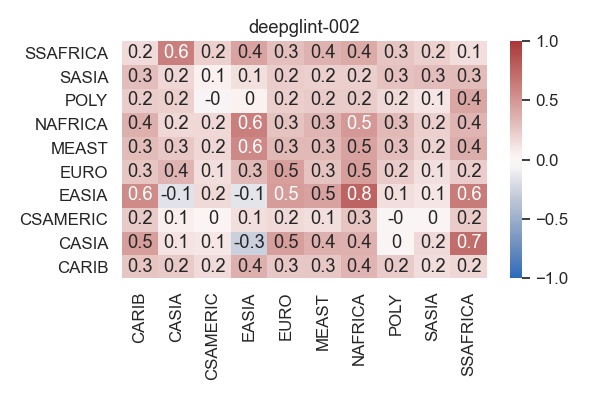 deepglint-002
SSAFRICA 0.2 0.6 0.2 0.4 0.3 0.4 0.4 0.3 0.2 0.1
SASIA 0.3 0.2 0.1 0.1 0.2 0.2 0.2 0.3 0.3 0.3
POLY 0.2 0.2 -0 0 0.2 0.2 0.2 0.2 0.1 0.4
NAFRICA 0.4 0.2 0.2 0.6 0.3 0.3 0.5 0.3 0.2 0.4
MEAST 0.3 0.3 0.2 0.6 0.3 0.3 0.5 0.3 0.2 0.4
EURO 0.3 0.4 0.1 0.3 0.5 0.3 0.5 0.2 0.1 0.2
EASIA 0.6 -0.1 0.2 -0.1 0.5 0.5 0.8 0.1 0.1 0.6
CSAMERIC 0.2 0.1 0 0.1 0.2 0.1 0.3 -0 0 0.2
CASIA 0.5 0.1 0.1 -0.3 0.5 0.4 0.4 0 0.2 0.7
CARIB 0.3 0.2 0.2 0.4 0.3 0.3 0.4 0.2 0.2 0.2
CARIB CASIA CSAMERIC EASIA EURO MEAST NAFRICA POLY SASIA SSAFRICA
1.0
0.5
0.0
−0.5
−1.0